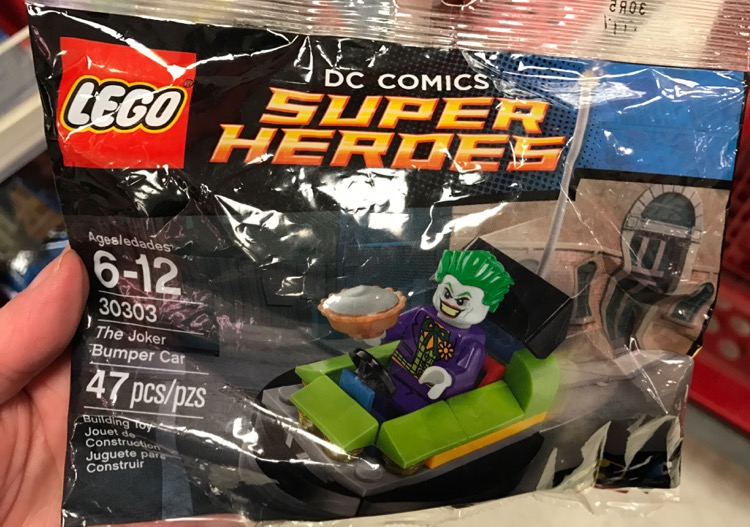 LEGO
DC COMICS
SUPER
HEROES
Ages/edades
6-12
30303
The Joker
Bumper Car
47 pcs/pzs
Building Toy
Jouet de
Construction
Juguete para
Construir